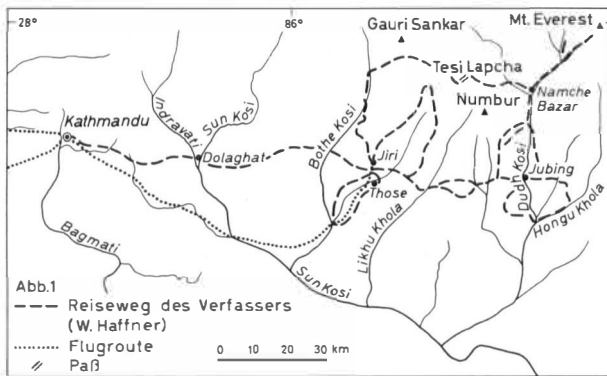 28°
86°
Gauri Sankar
Mt. Everest
Tesi Lapcha
Numbur
Namche
Bazar
Kathmandu
Indravati
Sun Kosi
Dolaghat
Bothe Kosi
Jiri
Those
Likhu Khola
Dudh Kosi
Jubing
Hongu Khola
Bagmati
Sun Kosi
Abb.1
Reiseweg des Verfassers
(W. Haffner)
Flugroute
Paß
0 10 20 30 km